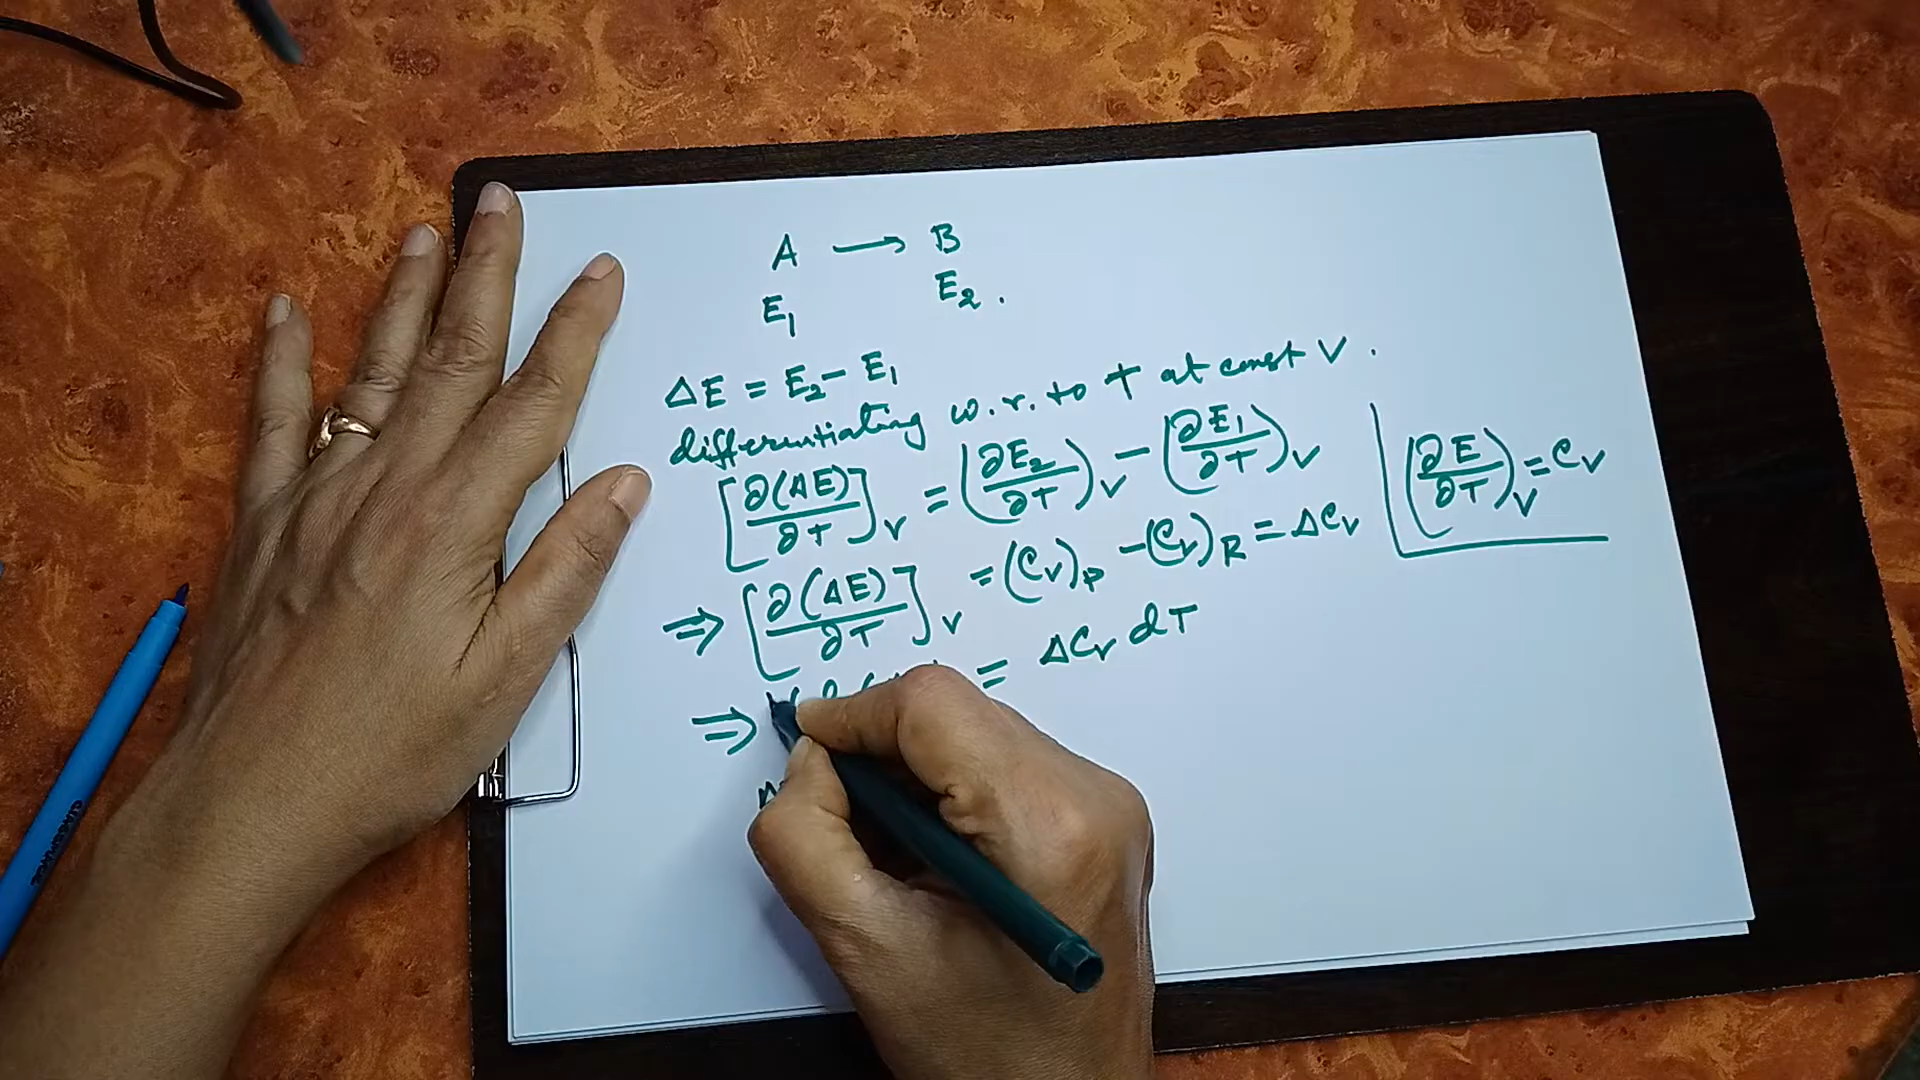 A → B
E₁ E₂ .
ΔE = E₂ - E₁
differentiating w.r. to T at const V .
[∂(ΔE)/∂T]ᵥ = (∂E₂/∂T)ᵥ - (∂E₁/∂T)ᵥ
(∂E/∂T)ᵥ = Cᵥ
⇒ [∂(ΔE)/∂T]ᵥ = (Cᵥ)ₚ - (Cᵥ)_R = ΔCᵥ
⇒ = ΔCᵥ dT